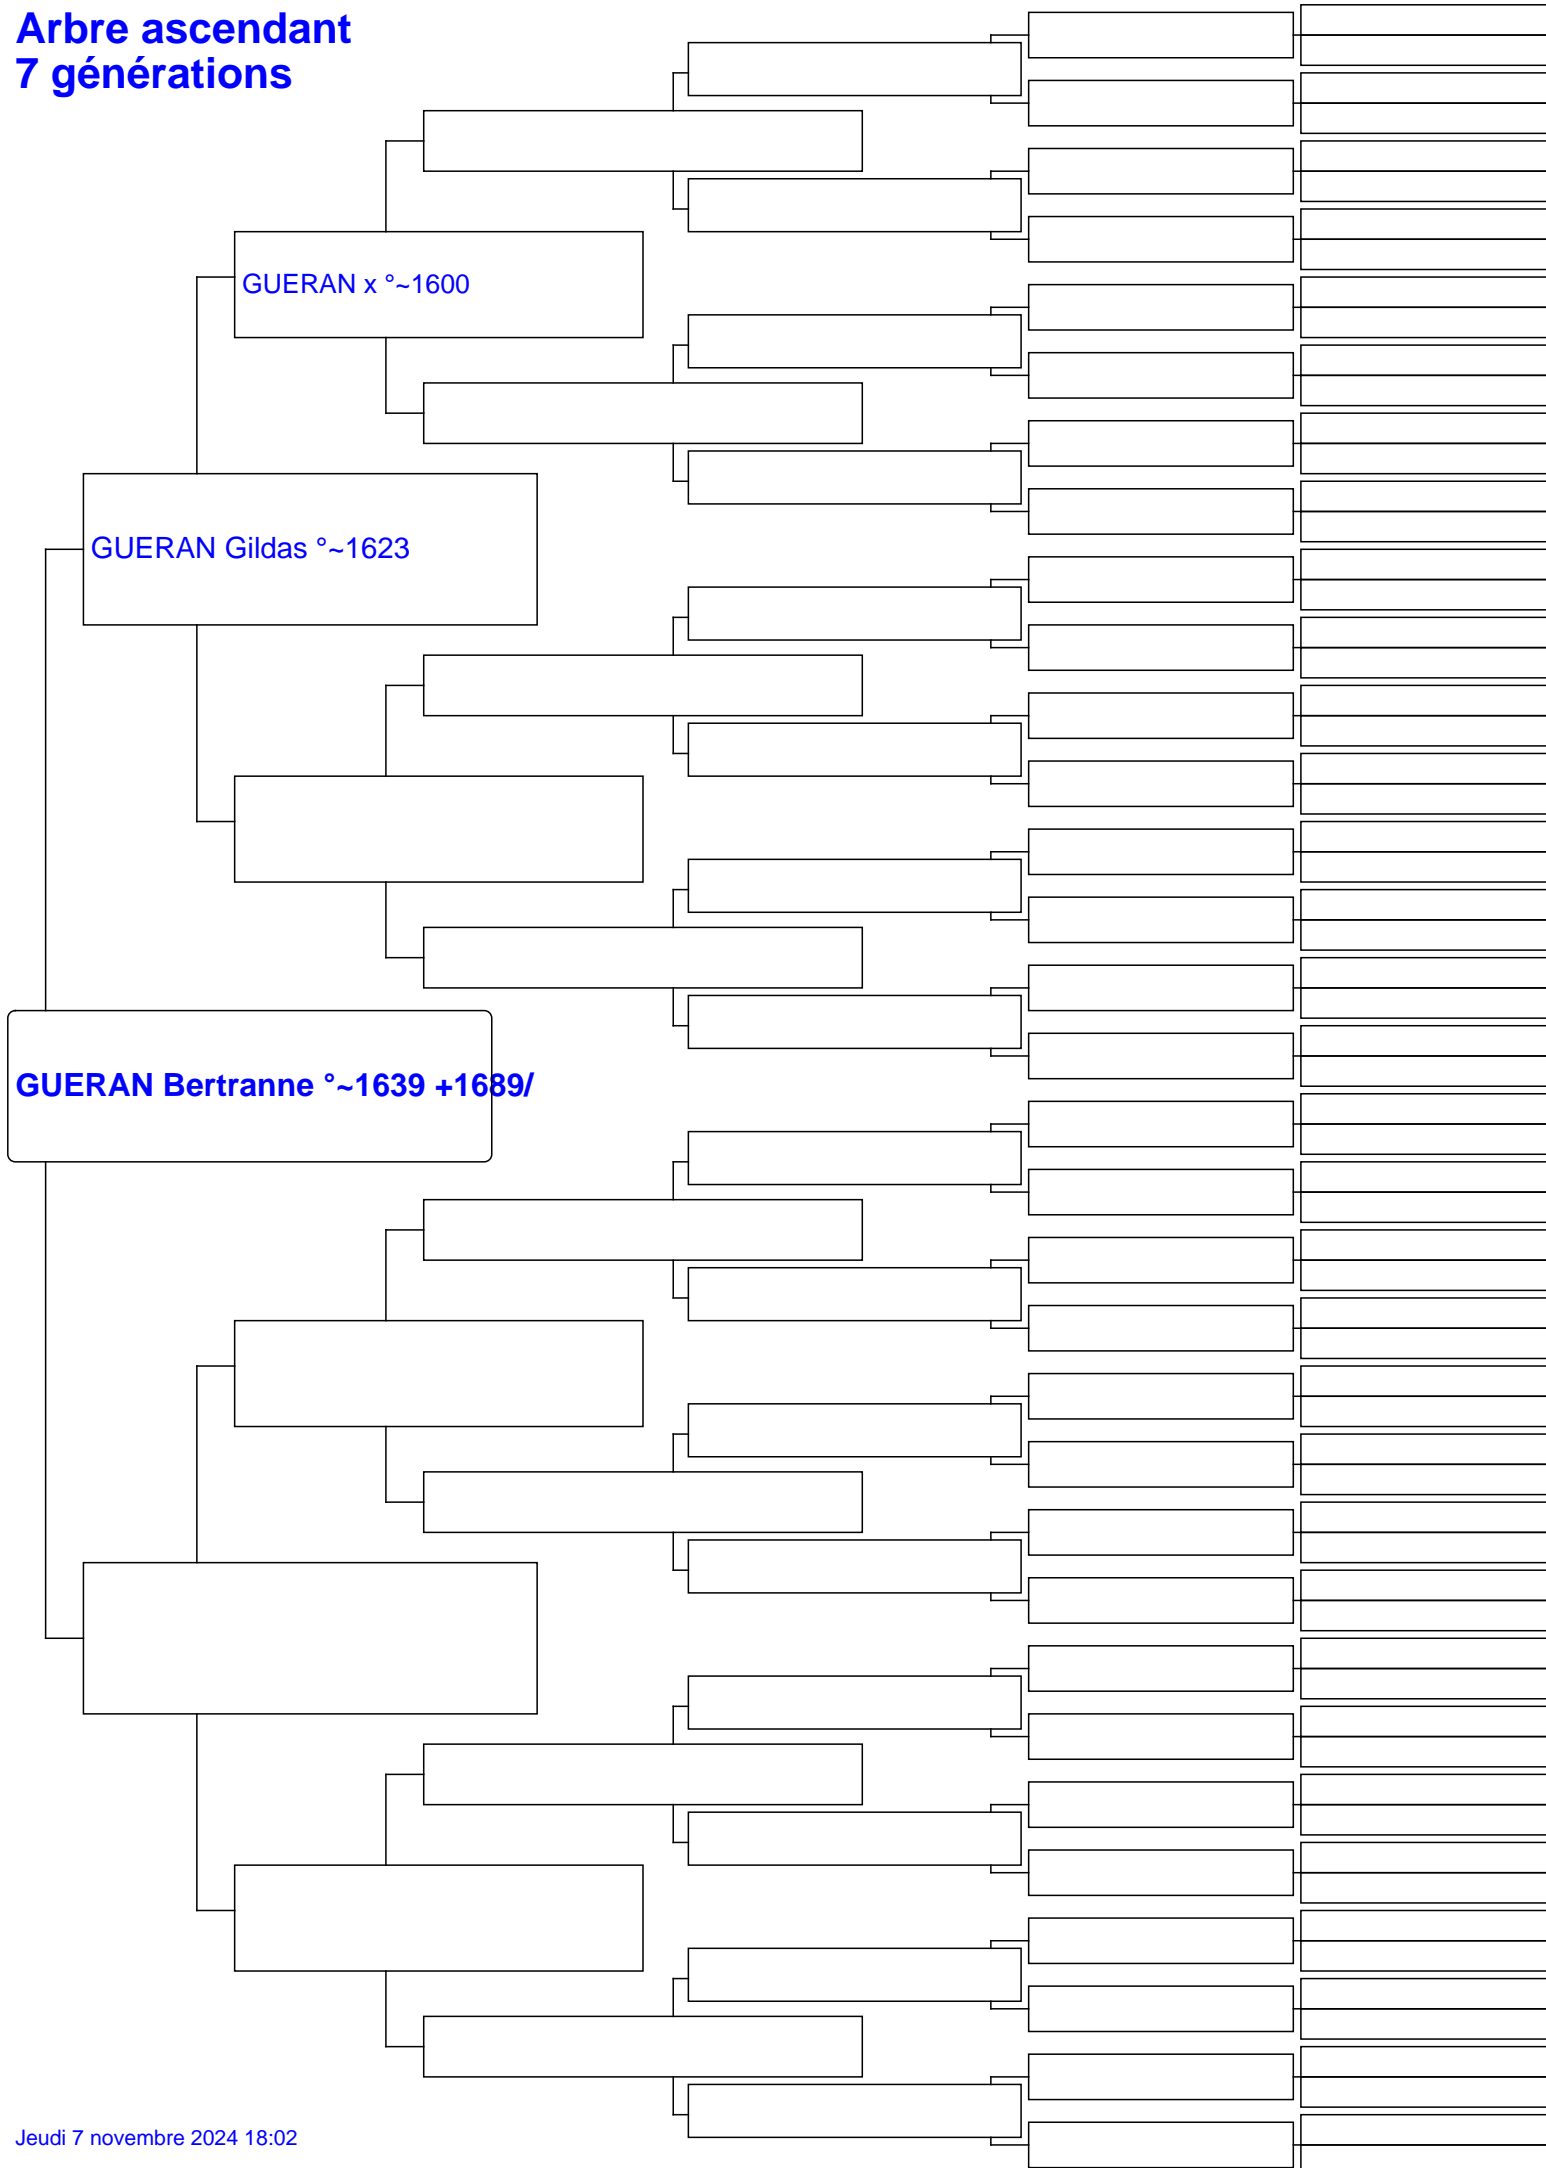 Arbre ascendant
7 générations
GUERAN x °~1600
GUERAN Gildas °~1623
GUERAN Bertranne °~1639 +1689/
Jeudi 7 novembre 2024 18:02